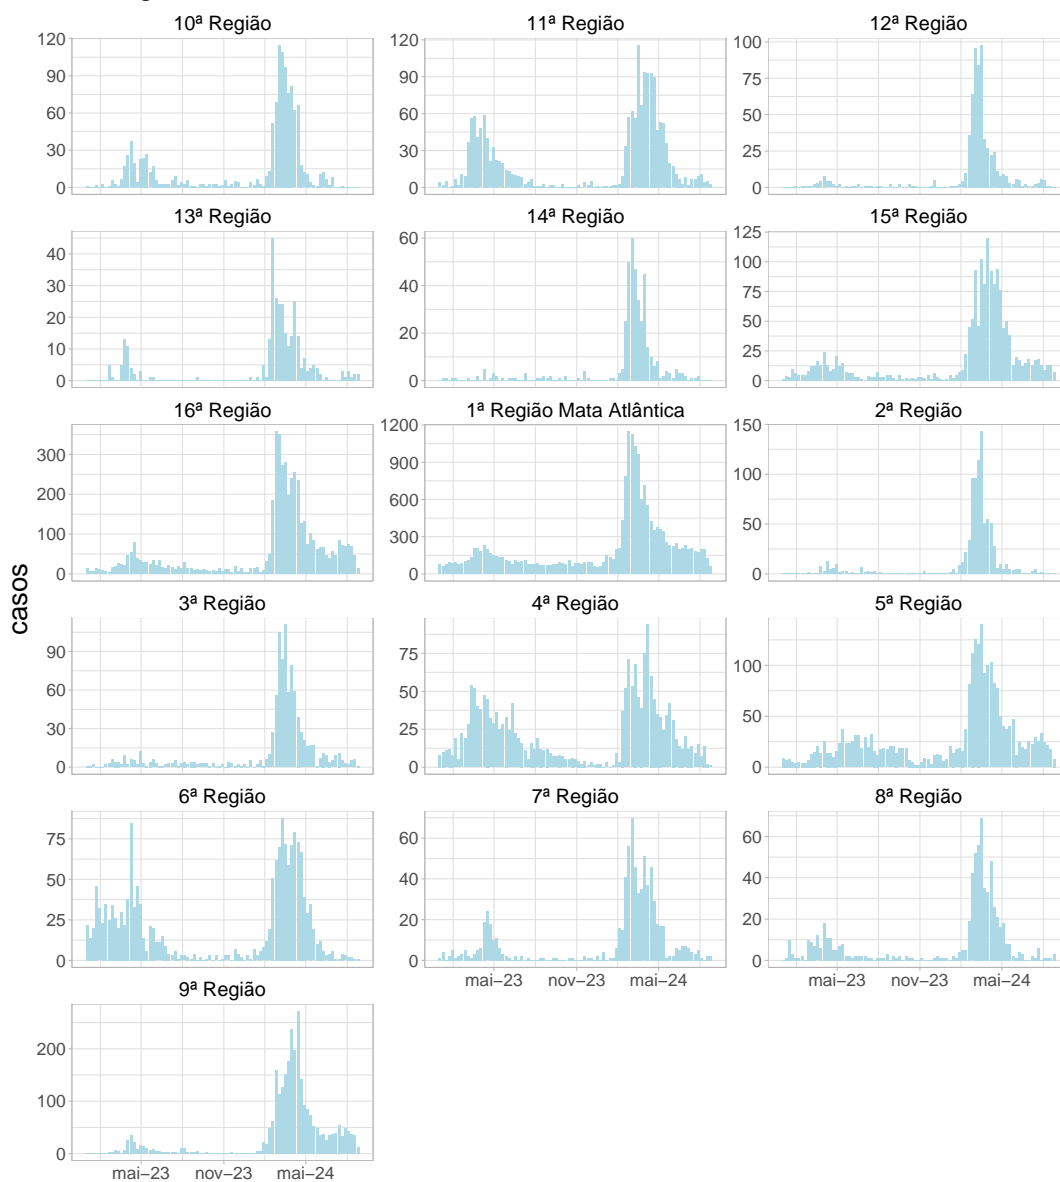 10ª Região 11ª Região 12ª Região
120 90 60 30 0
120 90 60 30 0
100 75 50 25 0
13ª Região 14ª Região 15ª Região
40 30 20 10 0
60 40 20 0
125 100 75 50 25 0
16ª Região 1ª Região Mata Atlântica 2ª Região
300 200 100 0
1200 900 600 300 0
150 100 50 0
casos
3ª Região 4ª Região 5ª Região
90 60 30 0
75 50 25 0
100 50 0
6ª Região 7ª Região 8ª Região
75 50 25 0
60 40 20 0
60 40 20 0
mai−23 nov−23 mai−24 mai−23 nov−23 mai−24
9ª Região
200 100 0
mai−23 nov−23 mai−24